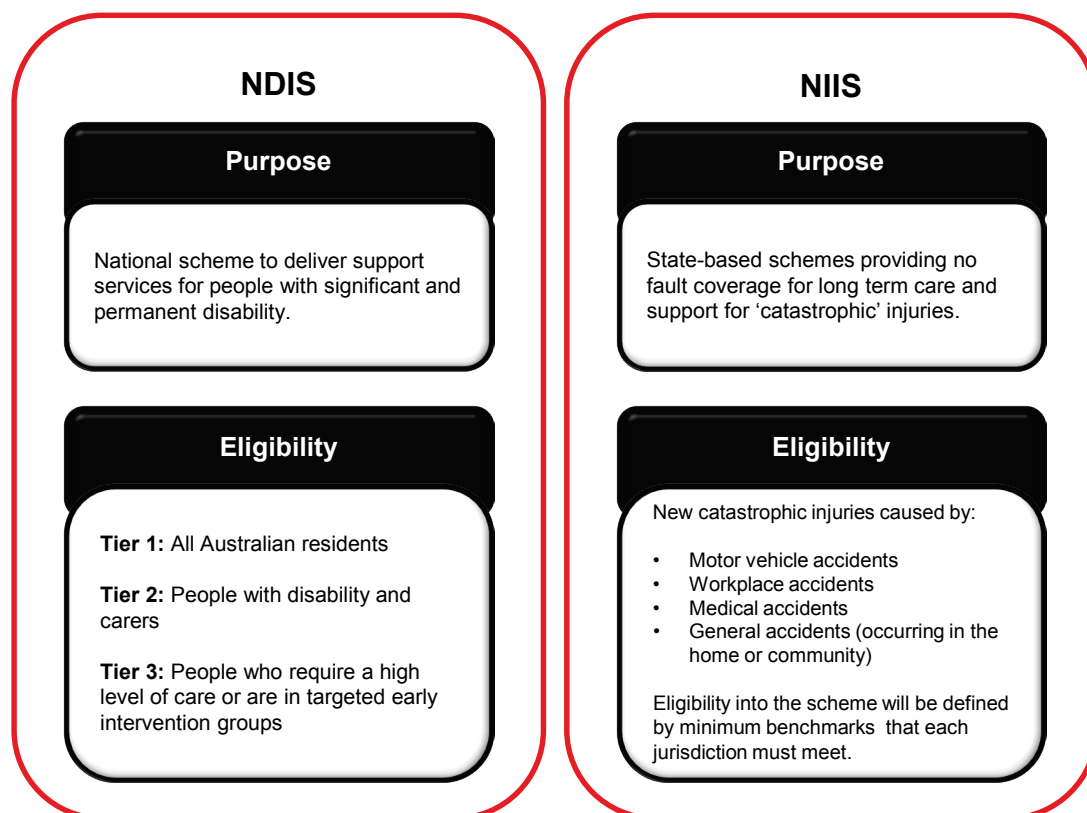 NDIS
Purpose
National scheme to deliver support
services for people with significant and
permanent disability.
Eligibility
Tier 1: All Australian residents
Tier 2: People with disability and
carers
Tier 3: People who require a high
level of care or are in targeted early
intervention groups
NIIS
Purpose
State-based schemes providing no
fault coverage for long term care and
support for ‘catastrophic’ injuries.
Eligibility
New catastrophic injuries caused by:
• Motor vehicle accidents
• Workplace accidents
• Medical accidents
• General accidents (occurring in the
home or community)
Eligibility into the scheme will be defined
by minimum benchmarks that each
jurisdiction must meet.